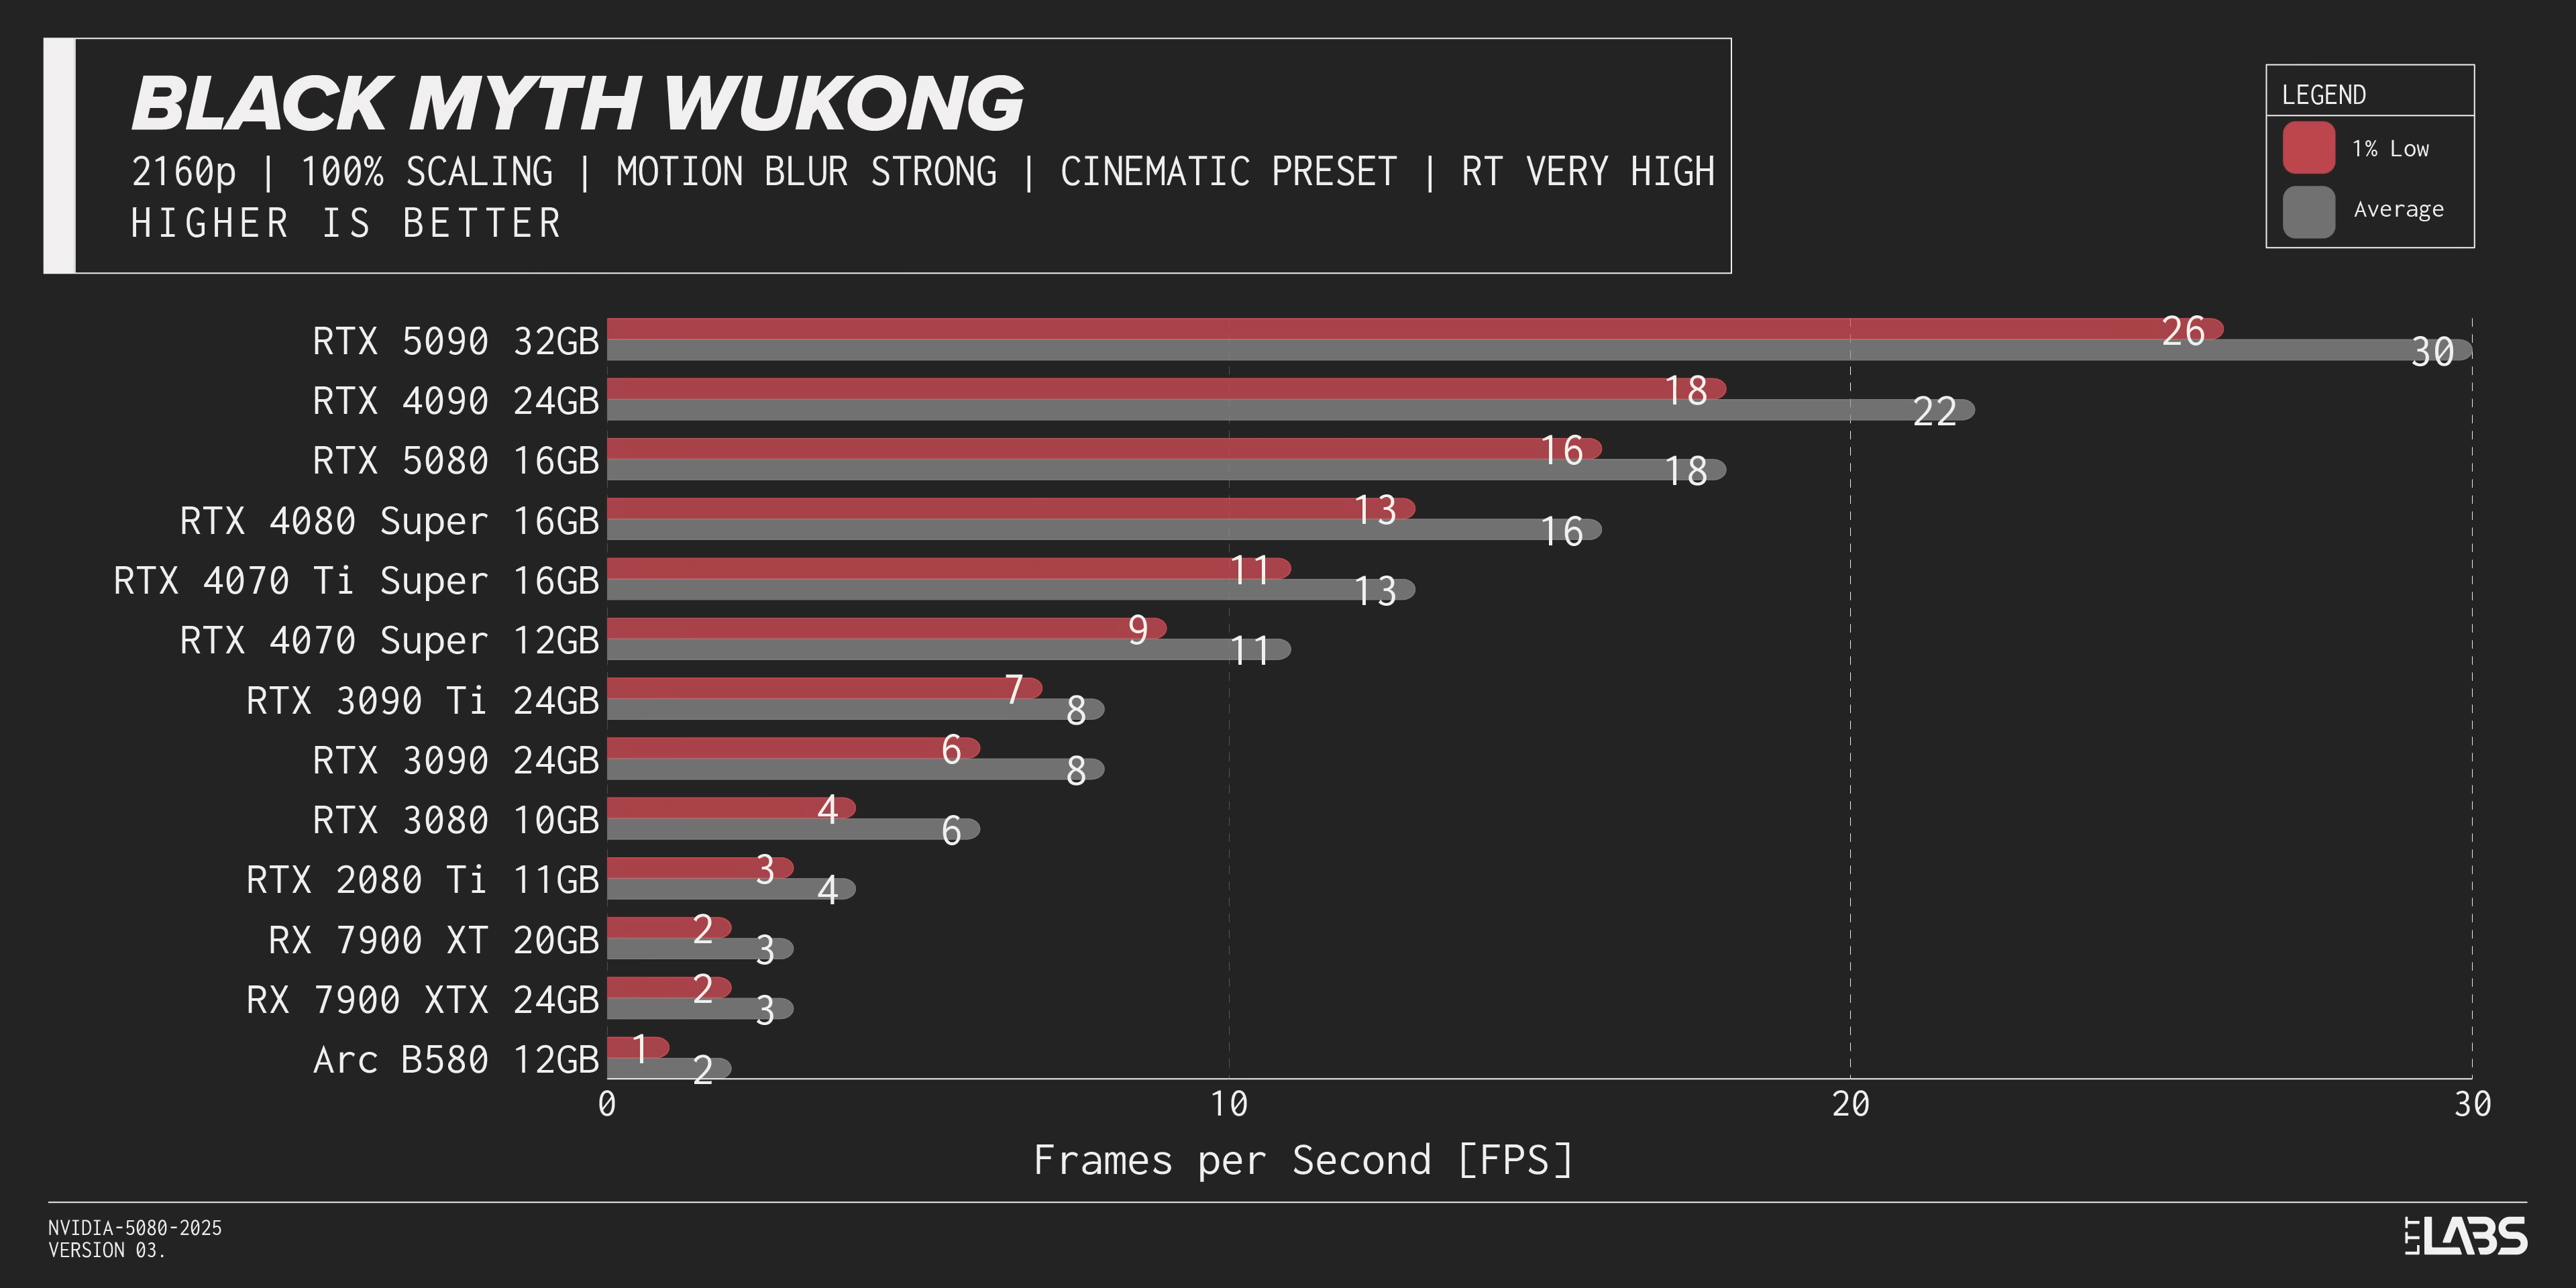 BLACK MYTH WUKONG
2160p | 100% SCALING | MOTION BLUR STRONG | CINEMATIC PRESET | RT VERY HIGH
HIGHER IS BETTER
LEGEND
1% Low
Average
RTX 5090 32GB 26
30
RTX 4090 24GB 18
22
RTX 5080 16GB 16
18
RTX 4080 Super 16GB 13
16
RTX 4070 Ti Super 16GB 11
13
RTX 4070 Super 12GB 9
11
RTX 3090 Ti 24GB 7
8
RTX 3090 24GB 6
8
RTX 3080 10GB 4
6
RTX 2080 Ti 11GB 3
4
RX 7900 XT 20GB 2
3
RX 7900 XTX 24GB 2
3
Arc B580 12GB 1
2
0 10 20 30
Frames per Second [FPS]
NVIDIA-5080-2025
VERSION 03.
LTT LABS